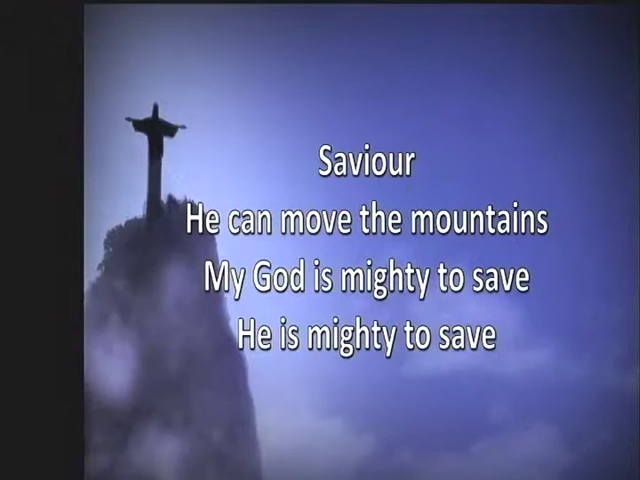 Saviour
He can move the mountains
My God is mighty to save
He is mighty to save